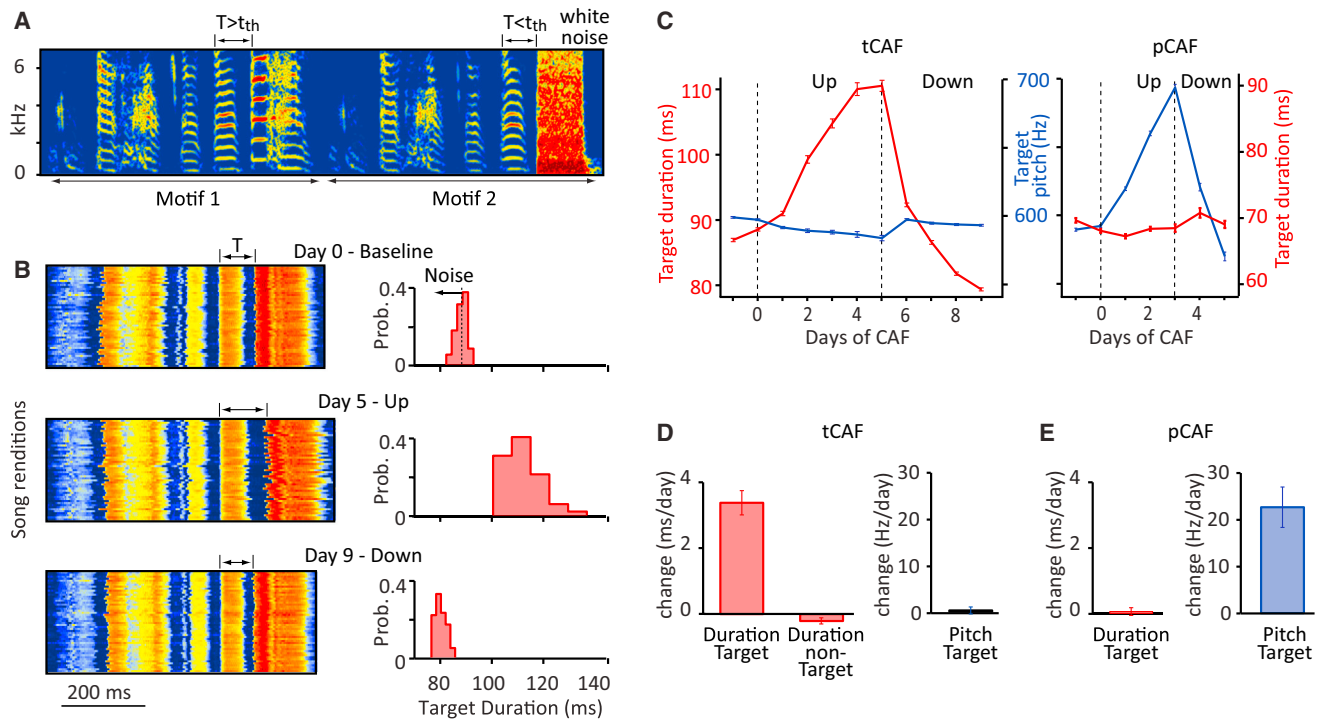 A
T>tth
T<tth
white
noise
6
kHz
0
Motif 1
Motif 2
B
T
Day 0 - Baseline
Day 5 - Up
Day 9 - Down
Song renditions
200 ms
Noise
0.4
Prob.
0
0.4
Prob.
0
0.4
Prob.
0
80 100 120 140
Target Duration (ms)
C
tCAF
Up
Down
110
100
90
80
Target duration (ms)
0 2 4 6 8
Days of CAF
pCAF
Up
Down
700
600
Target
pitch (Hz)
90
80
70
60
Target duration (ms)
0 2 4
Days of CAF
D
tCAF
4
2
0
change (ms/day)
Duration
Target
Duration
non-
Target
30
20
10
0
change (Hz/day)
Pitch
Target
E
pCAF
4
2
0
change (ms/day)
Duration
Target
30
20
10
0
change (Hz/day)
Pitch
Target